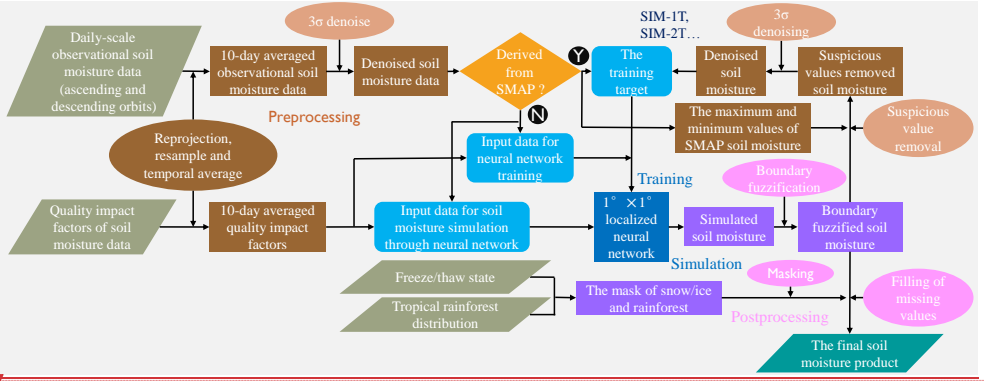 Daily-scale
observational soil
moisture data
(ascending and
descending orbits)
3σ denoise
10-day averaged
observational soil
moisture data
Denoised soil
moisture data
Derived
from
SMAP ?
Y
N
SIM-1T,
SIM-2T…
The
training
target
3σ
denoising
Denoised
soil
moisture
Suspicious
values removed
soil moisture
Preprocessing
Reprojection,
resample and
temporal average
Input data for
neural network
training
The maximum and
minimum values of
SMAP soil moisture
Suspicious
value
removal
Training
Boundary
fuzzification
Quality impact
factors of soil
moisture data
10-day averaged
quality impact
factors
Input data for soil
moisture simulation
through neural network
1° ×1°
localized
neural
network
Simulated
soil moisture
Boundary
fuzzified soil
moisture
Simulation
Freeze/thaw state
Tropical rainforest
distribution
The mask of snow/ice
and rainforest
Masking
Postprocessing
Filling of
missing
values
The final soil
moisture product